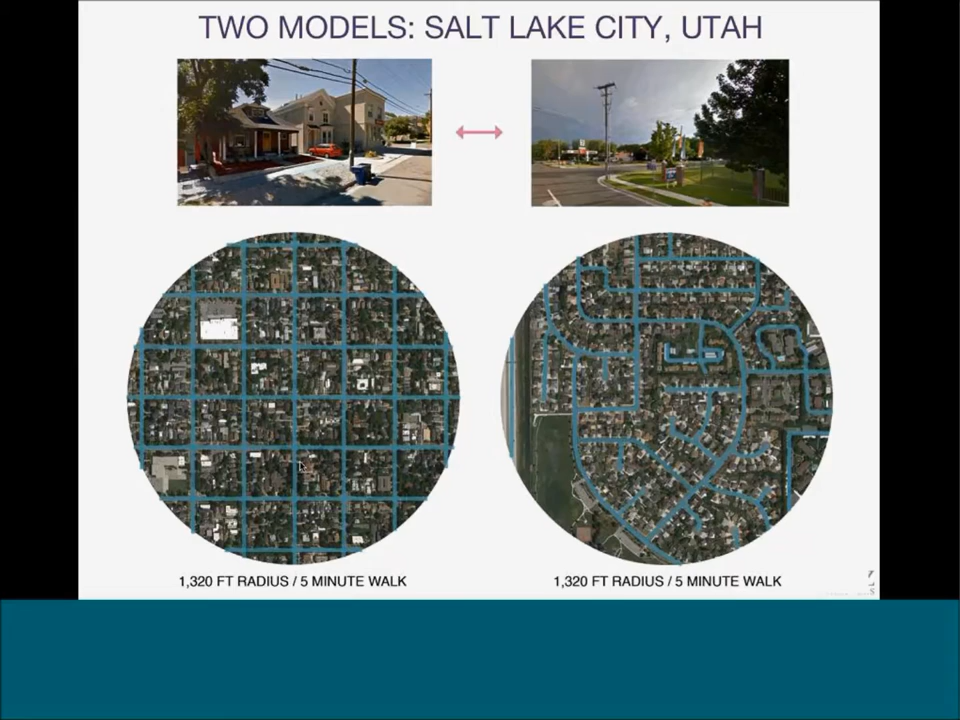 TWO MODELS: SALT LAKE CITY, UTAH
1,320 FT RADIUS / 5 MINUTE WALK
1,320 FT RADIUS / 5 MINUTE WALK